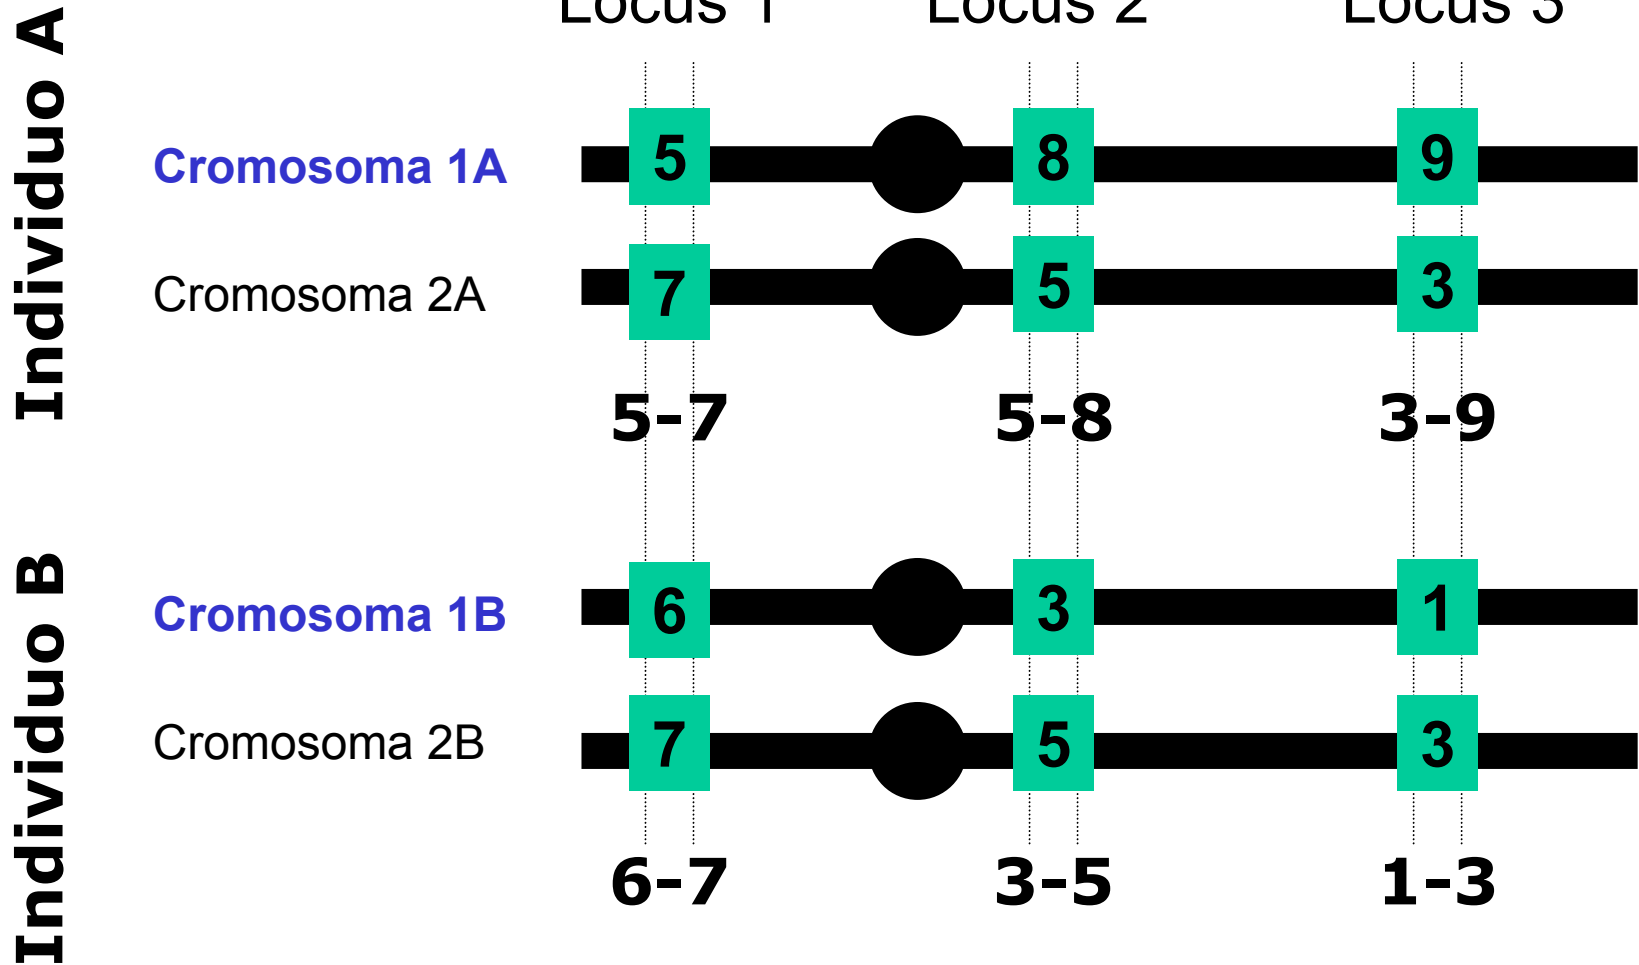 Locus 1 Locus 2 Locus 3
Individuo A
Cromosoma 1A 5 8 9
Cromosoma 2A 7 5 3
5-7 5-8 3-9
Individuo B
Cromosoma 1B 6 3 1
Cromosoma 2B 7 5 3
6-7 3-5 1-3